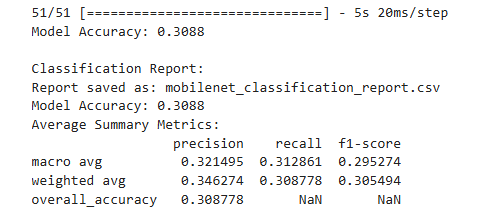 51/51 [==============================] - 5s 20ms/step
Model Accuracy: 0.3088

Classification Report:
Report saved as: mobilenet_classification_report.csv
Model Accuracy: 0.3088
Average Summary Metrics:
                  precision    recall  f1-score
macro avg          0.321495  0.312861  0.295274
weighted avg       0.346274  0.308778  0.305494
overall_accuracy   0.308778       NaN       NaN